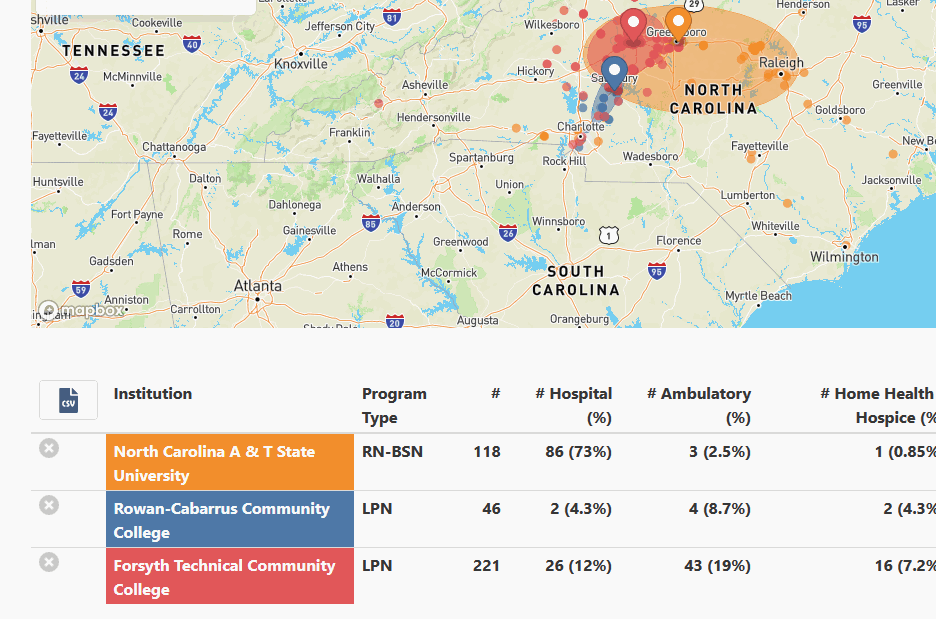 shville
Cookeville
Jefferson City
81
Wilkesboro
29
Greensboro
Henderson
Lasker
95
TENNESSEE
40
Knoxville
24
McMinnville
Asheville
Hickory
Salisbury
Raleigh
Greenville
NORTH
CAROLINA
24
Hendersonville
Goldsboro
Fayetteville
Franklin
Charlotte
Chattanooga
Spartanburg
Rock Hill
Wadesboro
Fayetteville
New Be
Huntsville
Dalton
Walhalla
Union
Jacksonville
Fort Payne
Dahlonega
Anderson
Lumberton
Rome
Gainesville
85
26
Winnsboro
1
Whiteville
lman
Greenwood
Florence
Gadsden
Athens
McCormick
95
Wilmington
SOUTH
CAROLINA
59
Atlanta
Anniston
Myrtle Beach
mapbox
Carrollton
20
Augusta
Orangeburg
CSV
Institution
Program Type
#
# Hospital (%)
# Ambulatory (%)
# Home Health
Hospice (%
North Carolina A & T State
University
RN-BSN
118
86 (73%)
3 (2.5%)
1 (0.85%
Rowan-Cabarrus Community
College
LPN
46
2 (4.3%)
4 (8.7%)
2 (4.3%
Forsyth Technical Community
College
LPN
221
26 (12%)
43 (19%)
16 (7.2%